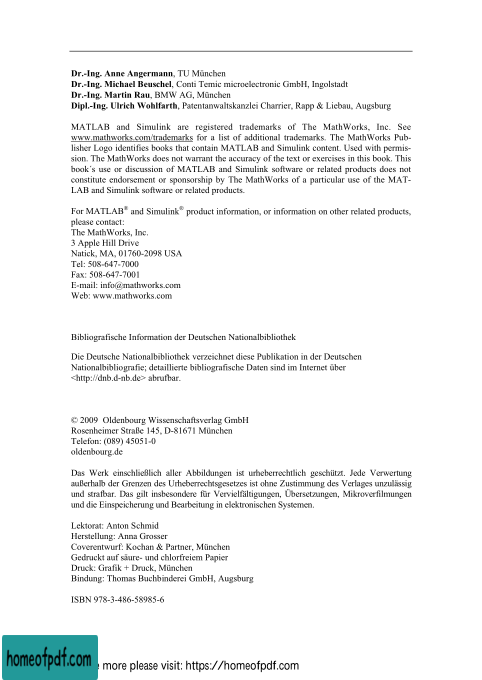 Dr.-Ing. Anne Angermann, TU München
Dr.-Ing. Michael Beuschel, Conti Temic microelectronic GmbH, Ingolstadt
Dr.-Ing. Martin Rau, BMW AG, München
Dipl.-Ing. Ulrich Wohlfarth, Patentanwaltskanzlei Charrier, Rapp & Liebau, Augsburg
MATLAB and Simulink are registered trademarks of The MathWorks, Inc. See
www.mathworks.com/trademarks for a list of additional trademarks. The MathWorks Pub-
lisher Logo identifies books that contain MATLAB and Simulink content. Used with permis-
sion. The MathWorks does not warrant the accuracy of the text or exercises in this book. This
book´s use or discussion of MATLAB and Simulink software or related products does not
constitute endorsement or sponsorship by The MathWorks of a particular use of the MAT-
LAB and Simulink software or related products.
For MATLAB® and Simulink® product information, or information on other related products,
please contact:
The MathWorks, Inc.
3 Apple Hill Drive
Natick, MA, 01760-2098 USA
Tel: 508-647-7000
Fax: 508-647-7001
E-mail: info@mathworks.com
Web: www.mathworks.com
Bibliografische Information der Deutschen Nationalbibliothek
Die Deutsche Nationalbibliothek verzeichnet diese Publikation in der Deutschen
Nationalbibliografie; detaillierte bibliografische Daten sind im Internet über
<http://dnb.d-nb.de> abrufbar.
© 2009 Oldenbourg Wissenschaftsverlag GmbH
Rosenheimer Straße 145, D-81671 München
Telefon: (089) 45051-0
oldenbourg.de
Das Werk einschließlich aller Abbildungen ist urheberrechtlich geschützt. Jede Verwertung
außerhalb der Grenzen des Urheberrechtsgesetzes ist ohne Zustimmung des Verlages unzulässig
und strafbar. Das gilt insbesondere für Vervielfältigungen, Übersetzungen, Mikroverfilmungen
und die Einspeicherung und Bearbeitung in elektronischen Systemen.
Lektorat: Anton Schmid
Herstellung: Anna Grosser
Coverentwurf: Kochan & Partner, München
Gedruckt auf säure- und chlorfreiem Papier
Druck: Grafik + Druck, München
Bindung: Thomas Buchbinderei GmbH, Augsburg
ISBN 978-3-486-58985-6
homeofpdf.com
more please visit: https://homeofpdf.com